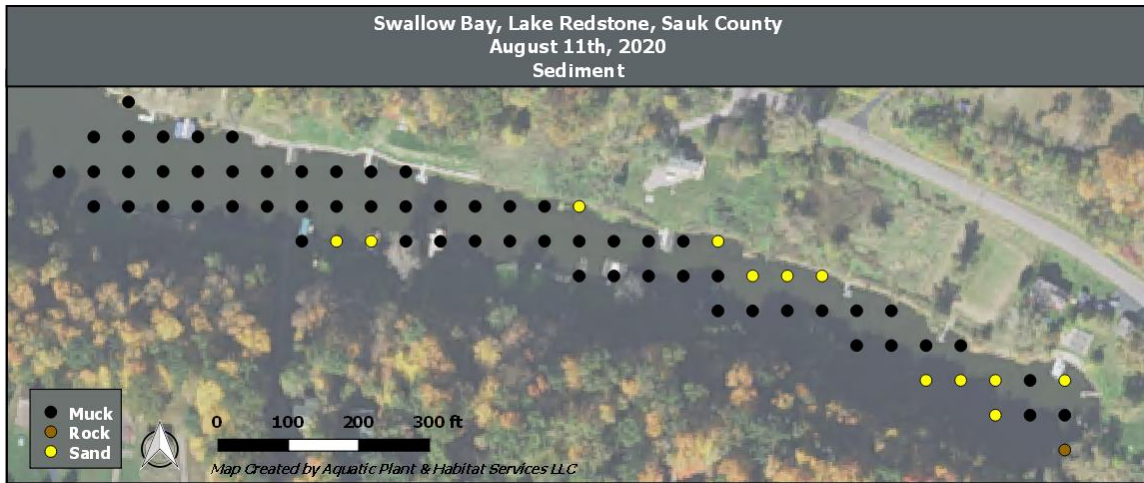 Swallow Bay, Lake Redstone, Sauk County
August 11th, 2020
Sediment
Muck
Rock
Sand
0 100 200 300 ft
Map Created by Aquatic Plant & Habitat Services LLC